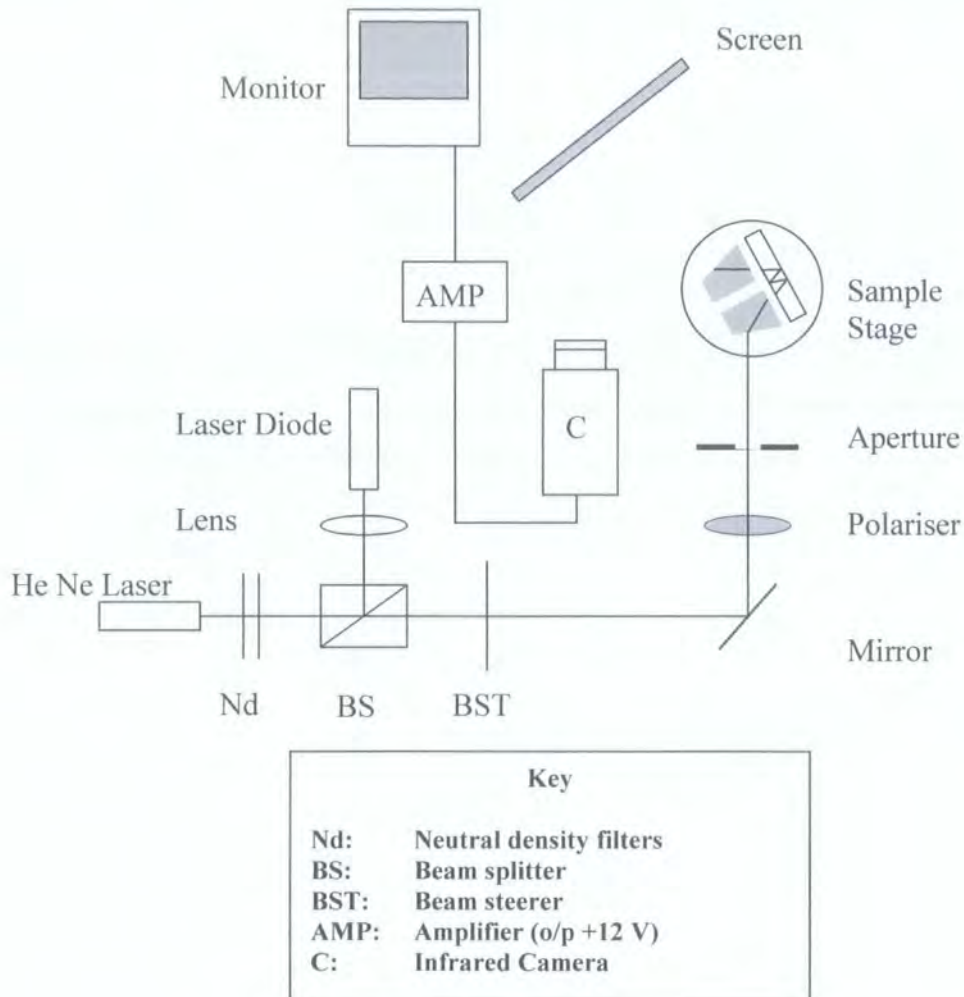 Screen
Monitor
AMP
Sample
Stage
C
Laser Diode
Aperture
Lens
Polariser
He Ne Laser
Mirror
Nd
BS
BST
Key
Nd: Neutral density filters
BS: Beam splitter
BST: Beam steerer
AMP: Amplifier (o/p +12 V)
C: Infrared Camera